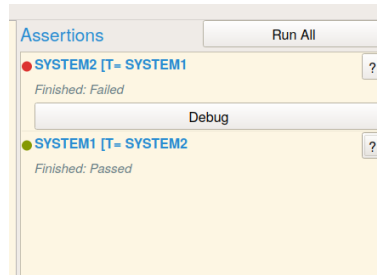 Assertions
Run All
SYSTEM2 [T= SYSTEM1
?
Finished: Failed
Debug
SYSTEM1 [T= SYSTEM2
?
Finished: Passed